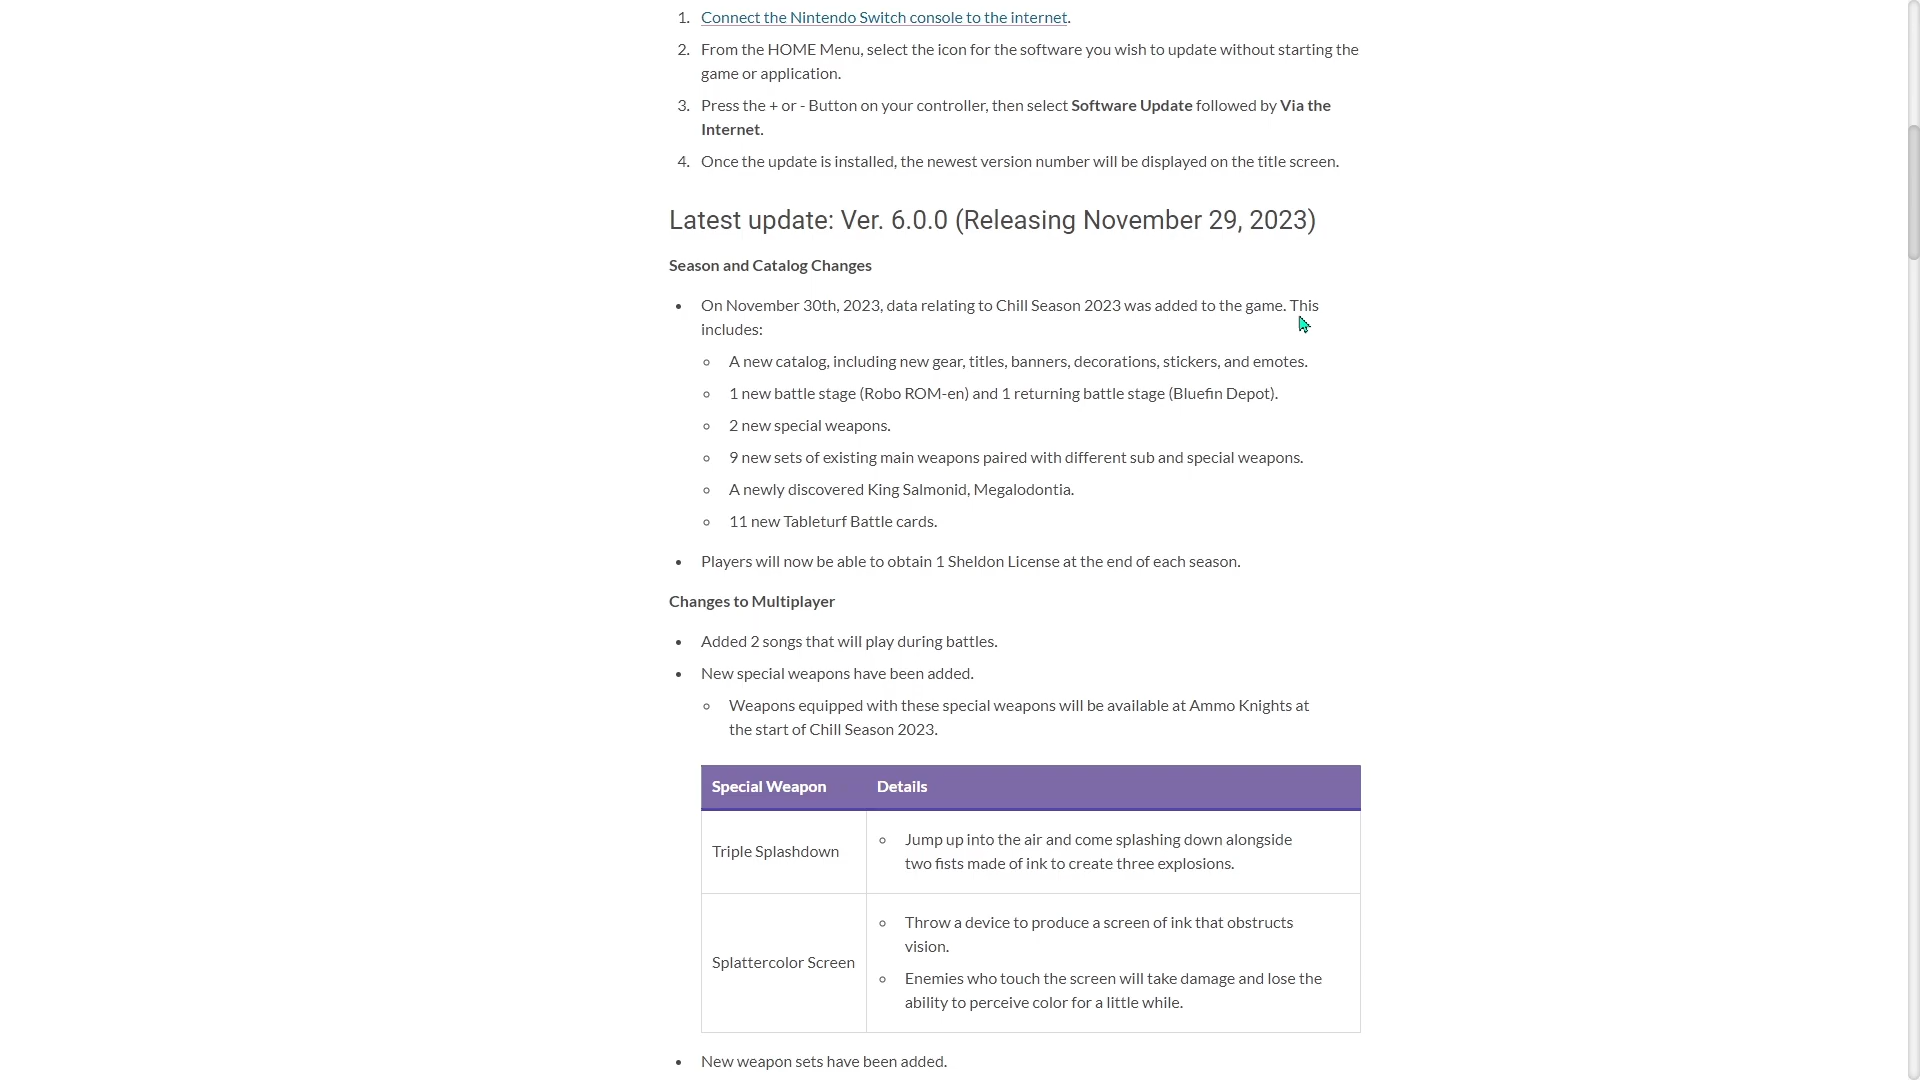 1. Connect the Nintendo Switch console to the internet.
2. From the HOME Menu, select the icon for the software you wish to update without starting the
game or application.
3. Press the + or - Button on your controller, then select Software Update followed by Via the
Internet.
4. Once the update is installed, the newest version number will be displayed on the title screen.
Latest update: Ver. 6.0.0 (Releasing November 29, 2023)
Season and Catalog Changes
• On November 30th, 2023, data relating to Chill Season 2023 was added to the game. This
includes:
◦ A new catalog, including new gear, titles, banners, decorations, stickers, and emotes.
◦ 1 new battle stage (Robo ROM-en) and 1 returning battle stage (Bluefin Depot).
◦ 2 new special weapons.
◦ 9 new sets of existing main weapons paired with different sub and special weapons.
◦ A newly discovered King Salmonid, Megalodontia.
◦ 11 new Tableturf Battle cards.
• Players will now be able to obtain 1 Sheldon License at the end of each season.
Changes to Multiplayer
• Added 2 songs that will play during battles.
• New special weapons have been added.
◦ Weapons equipped with these special weapons will be available at Ammo Knights at
the start of Chill Season 2023.
Special Weapon Details
Triple Splashdown
◦ Jump up into the air and come splashing down alongside
two fists made of ink to create three explosions.
Splattercolor Screen
◦ Throw a device to produce a screen of ink that obstructs
vision.
◦ Enemies who touch the screen will take damage and lose the
ability to perceive color for a little while.
• New weapon sets have been added.